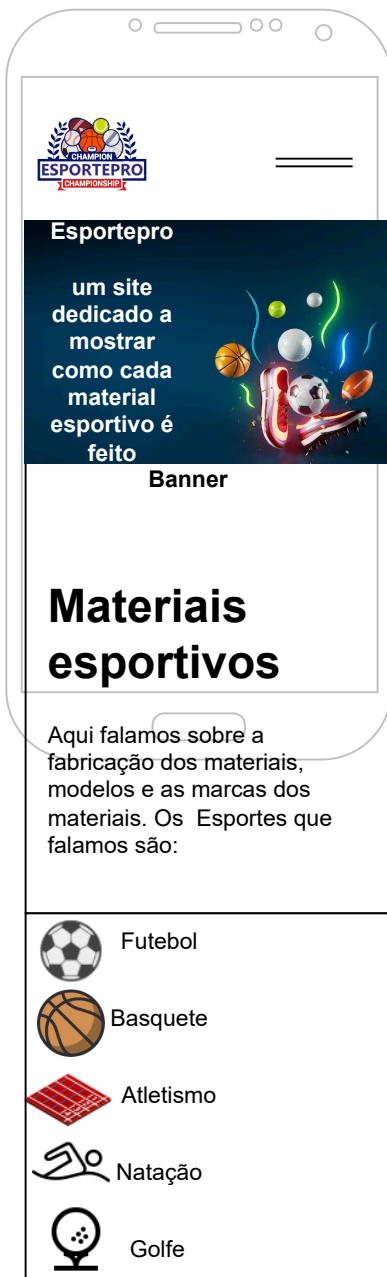 CHAMPION
ESPORTEPRO
CHAMPIONSHIP
Esportepro
um site
dedicado a
mostrar
como cada
material
esportivo é
feito
Banner
Materiais
esportivos
Aqui falamos sobre a
fabricação dos materiais,
modelos e as marcas dos
materiais. Os  Esportes que
falamos são:
Futebol
Basquete
Atletismo
Natação
Golfe